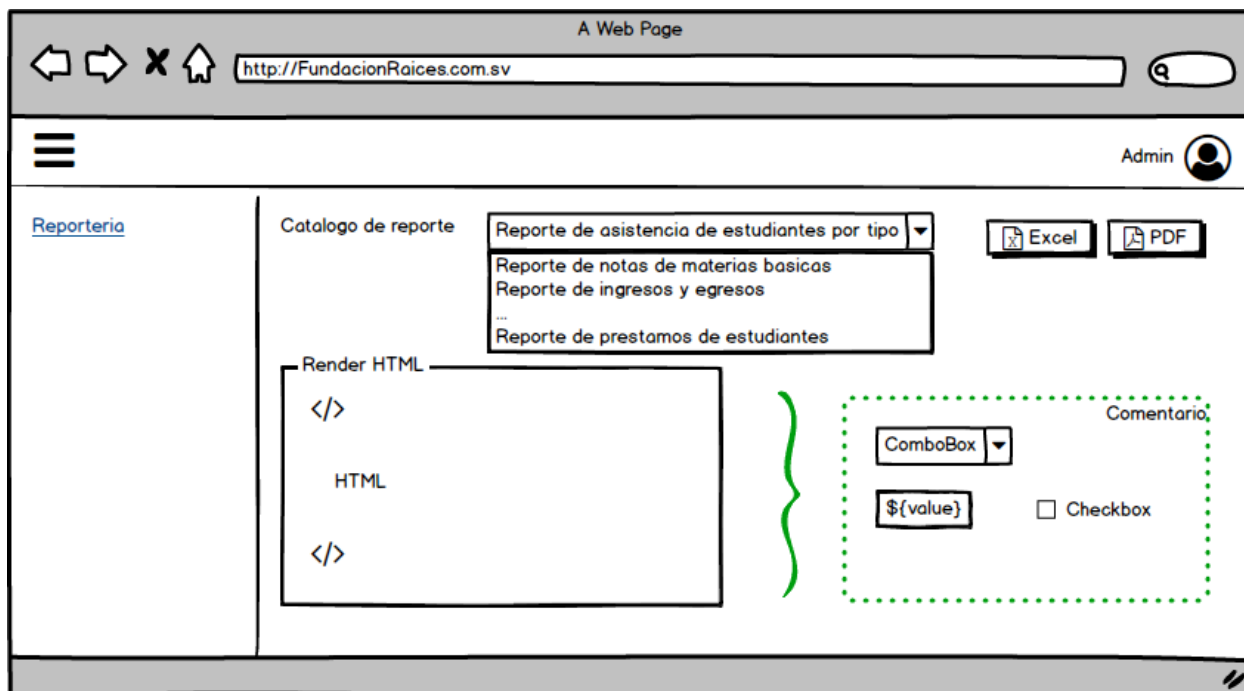 A Web Page
http://FundacionRaices.com.sv
Admin
Reporteria
Catalogo de reporte
Reporte de asistencia de estudiantes por tipo
Excel
PDF
Reporte de notas de materias basicas
Reporte de ingresos y egresos
...
Reporte de prestamos de estudiantes
Render HTML
</>
HTML
</>
Comentario
ComboBox
${value}
Checkbox